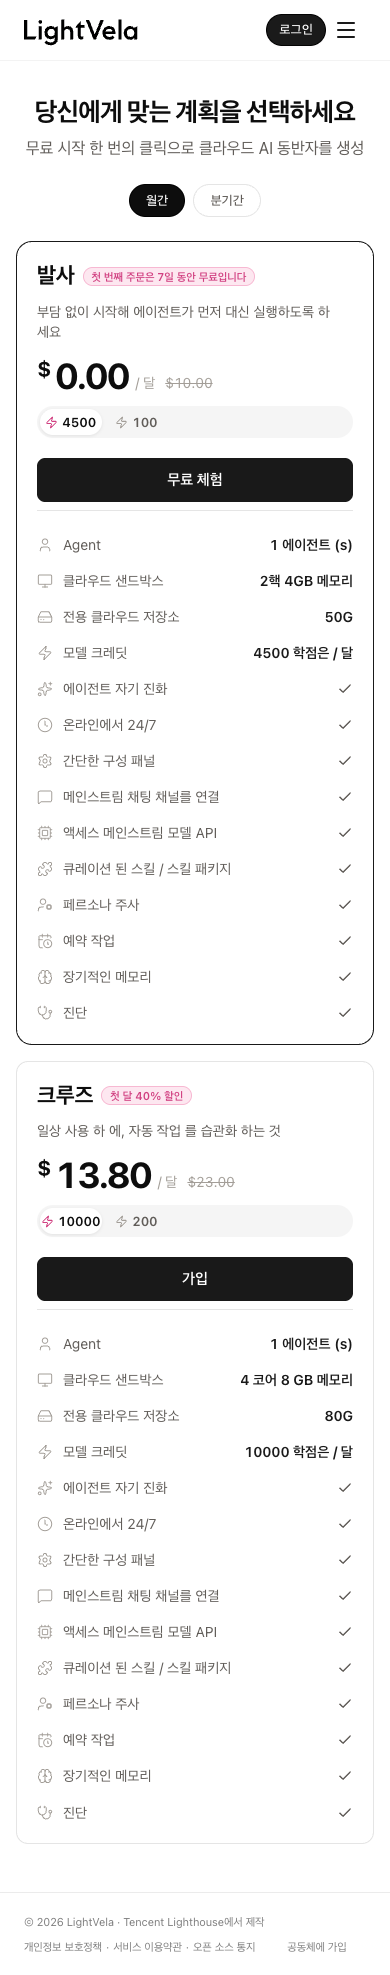 LightVela
로그인
당신에게 맞는 계획을 선택하세요
무료 시작 한 번의 클릭으로 클라우드 AI 동반자를 생성
월간
분기간
발사 첫 번째 주문은 7일 동안 무료입니다
부담 없이 시작해 에이전트가 먼저 대신 실행하도록 하
세요
$0.00 / 달 $10.00
4500 100
무료 체험
Agent 1 에이전트 (s)
클라우드 샌드박스 2핵 4GB 메모리
전용 클라우드 저장소 50G
모델 크레딧 4500 학점은 / 달
에이전트 자기 진화
온라인에서 24/7
간단한 구성 패널
메인스트림 채팅 채널를 연결
액세스 메인스트림 모델 API
큐레이션 된 스킬 / 스킬 패키지
페르소나 주사
예약 작업
장기적인 메모리
진단
크루즈 첫 달 40% 할인
일상 사용 하 에, 자동 작업 를 습관화 하는 것
$13.80 / 달 $23.00
10000 200
가입
Agent 1 에이전트 (s)
클라우드 샌드박스 4 코어 8 GB 메모리
전용 클라우드 저장소 80G
모델 크레딧 10000 학점은 / 달
에이전트 자기 진화
온라인에서 24/7
간단한 구성 패널
메인스트림 채팅 채널를 연결
액세스 메인스트림 모델 API
큐레이션 된 스킬 / 스킬 패키지
페르소나 주사
예약 작업
장기적인 메모리
진단
© 2026 LightVela · Tencent Lighthouse에서 제작
개인정보 보호정책 · 서비스 이용약관 · 오픈 소스 통지 공동체에 가입